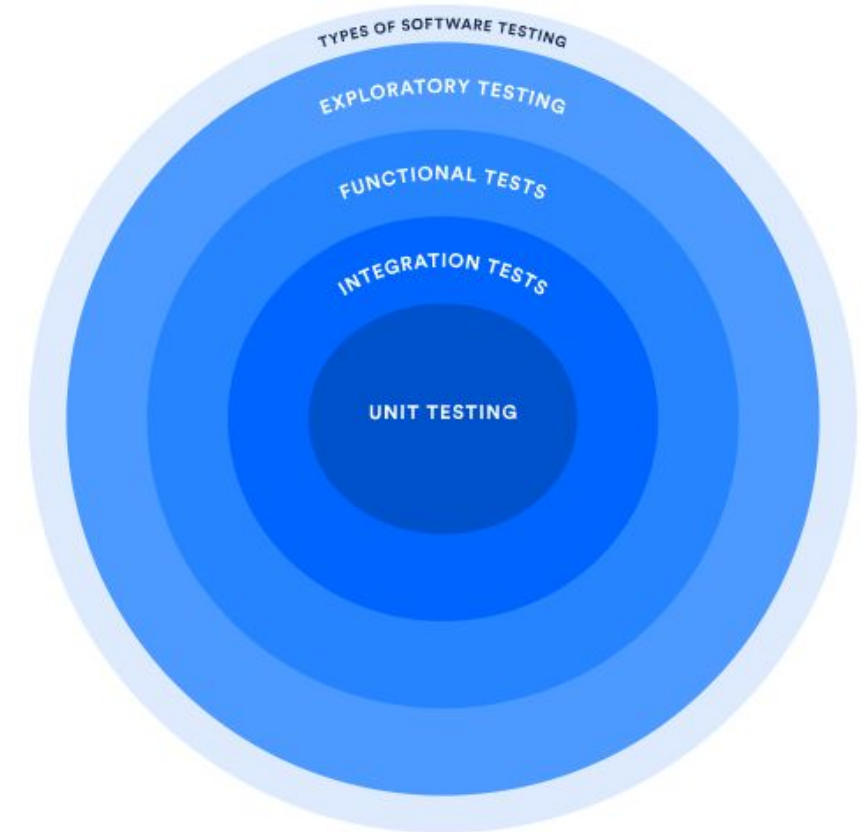 TYPES OF SOFTWARE TESTING
EXPLORATORY TESTING
FUNCTIONAL TESTS
INTEGRATION TESTS
UNIT TESTING